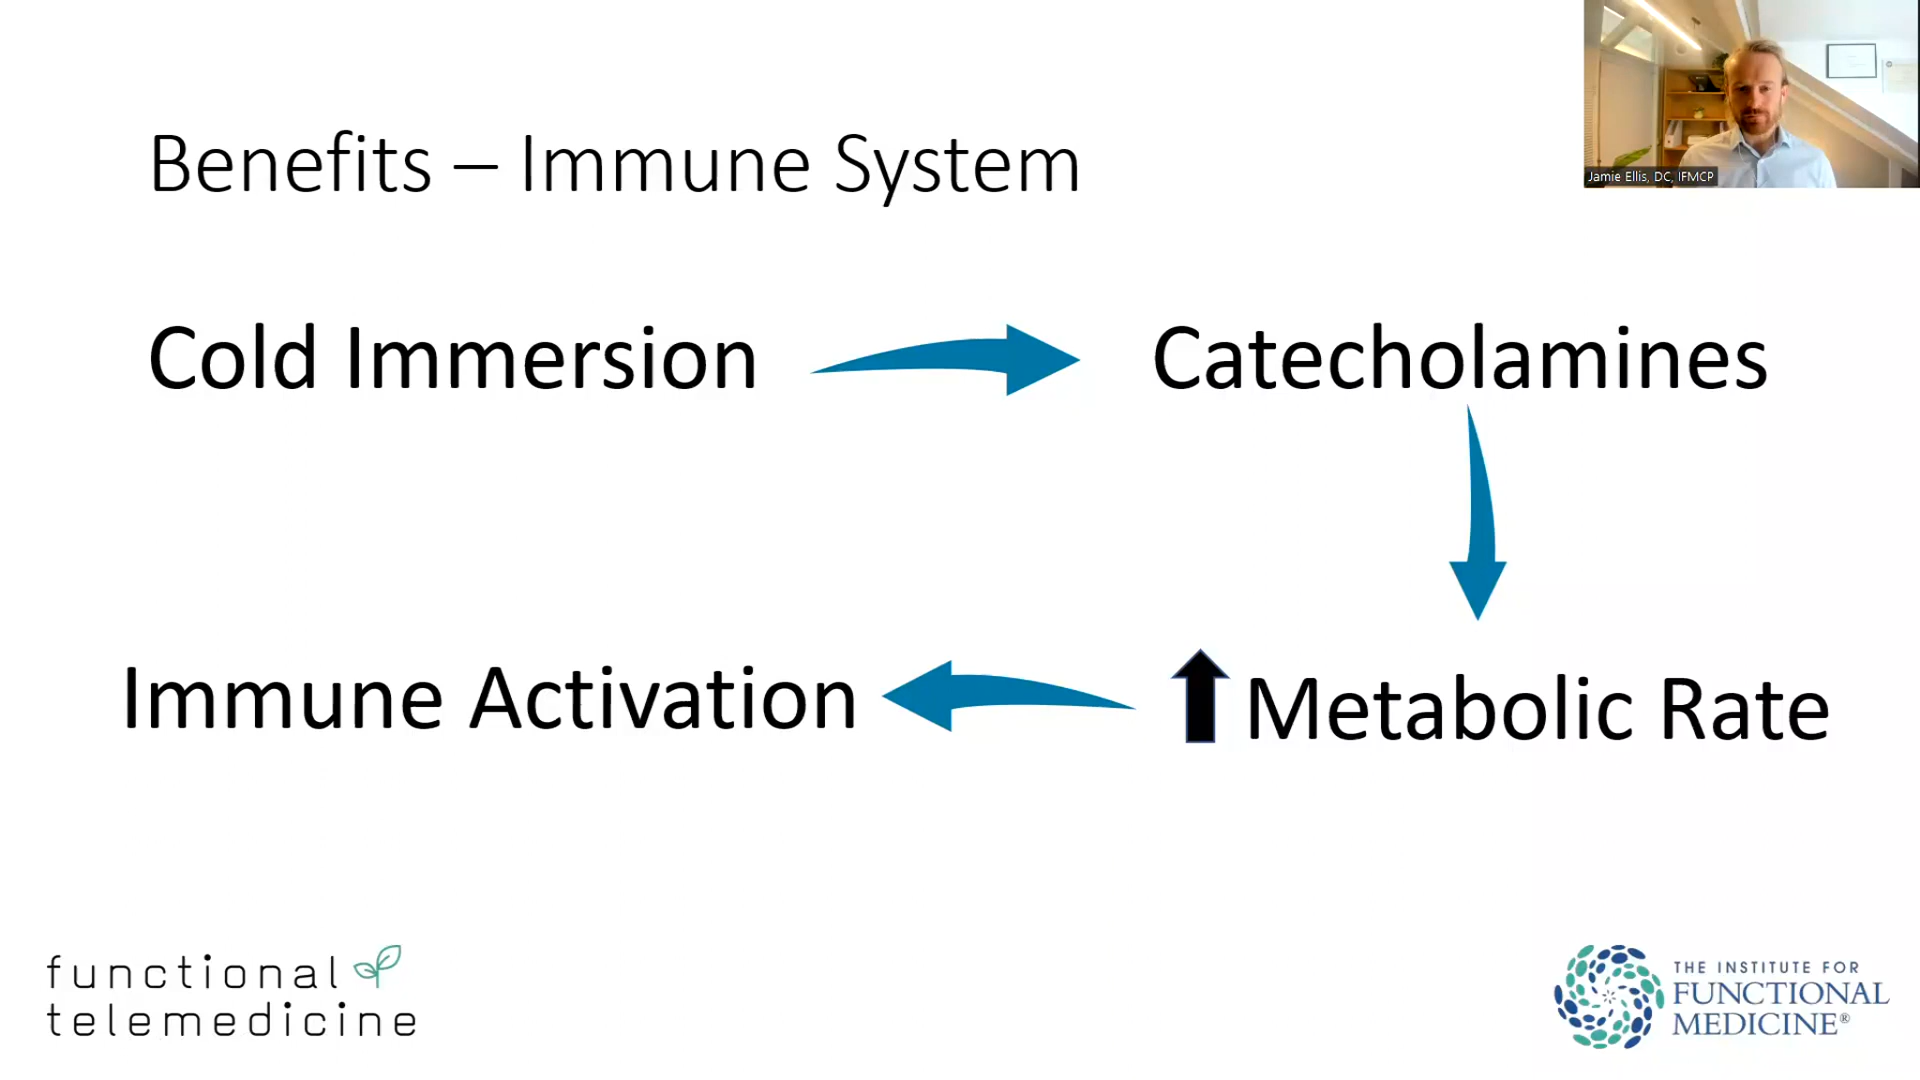 Jamie Ellis, DC, IFMCP
Benefits – Immune System
Cold Immersion
Catecholamines
Immune Activation
Metabolic Rate
functional
telemedicine
THE INSTITUTE FOR
FUNCTIONAL
MEDICINE®